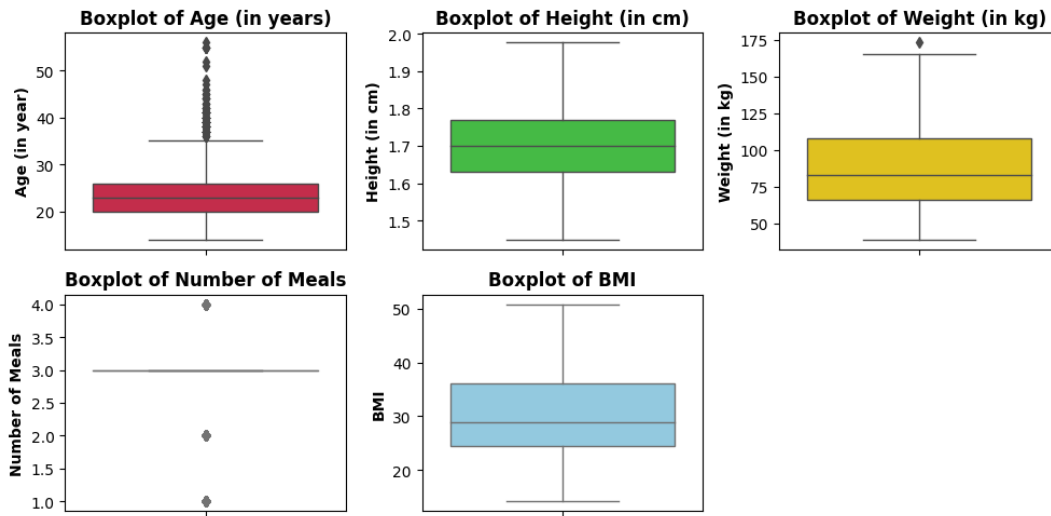 Boxplot of Age (in years)
Age (in year)
50
40
30
20
Boxplot of Height (in cm)
Height (in cm)
2.0
1.9
1.8
1.7
1.6
1.5
Boxplot of Weight (in kg)
Weight (in kg)
175
150
125
100
75
50
Boxplot of Number of Meals
Number of Meals
4.0
3.5
3.0
2.5
2.0
1.5
1.0
Boxplot of BMI
BMI
50
40
30
20